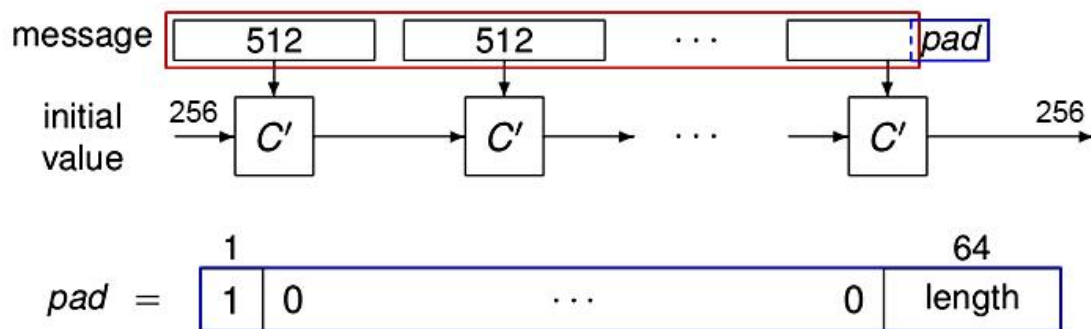 message 512 512 ··· pad
initial value 256 C′ C′ ··· C′ 256
1 64
pad = 1 0 ··· 0 length